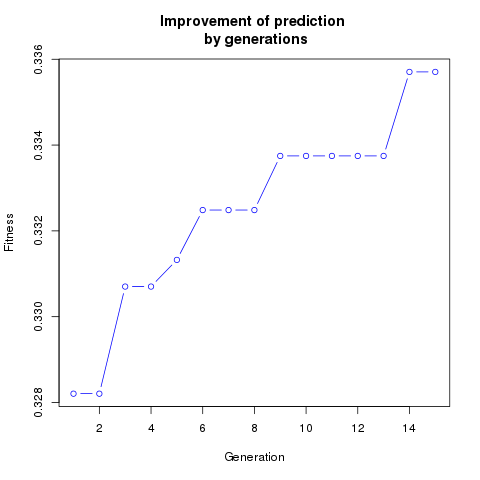 Improvement of prediction
by generations
0.336
0.334
0.332
0.330
0.328
Fitness
2 4 6 8 10 12 14
Generation